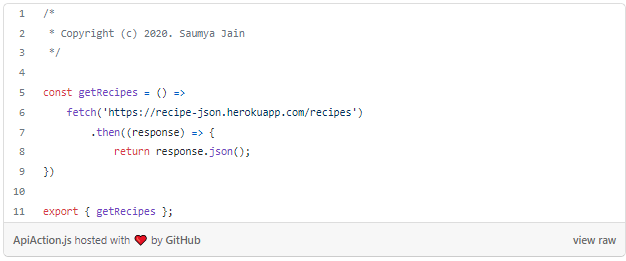 1 /*
2  * Copyright (c) 2020. Saumya Jain
3  */
4
5 const getRecipes = () =>
6     fetch('https://recipe-json.herokuapp.com/recipes')
7         .then((response) => {
8             return response.json();
9 })
10
11 export { getRecipes };
ApiAction.js hosted with ❤ by GitHub view raw